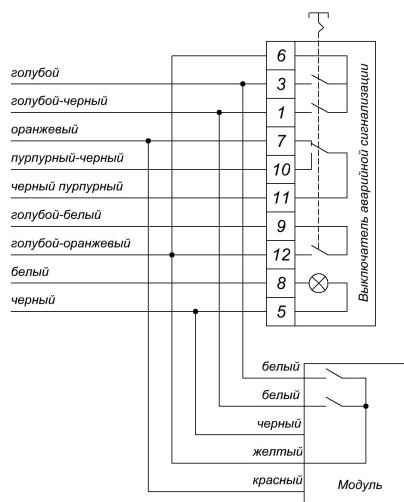 6
голубой
3
голубой-черный
1
оранжевый
7
пурпурный-черный
10
черный пурпурный
11
голубой-белый
9
голубой-оранжевый
12
белый
8
черный
5
Выключатель аварийной сигнализации
белый
белый
черный
желтый
красный
Модуль